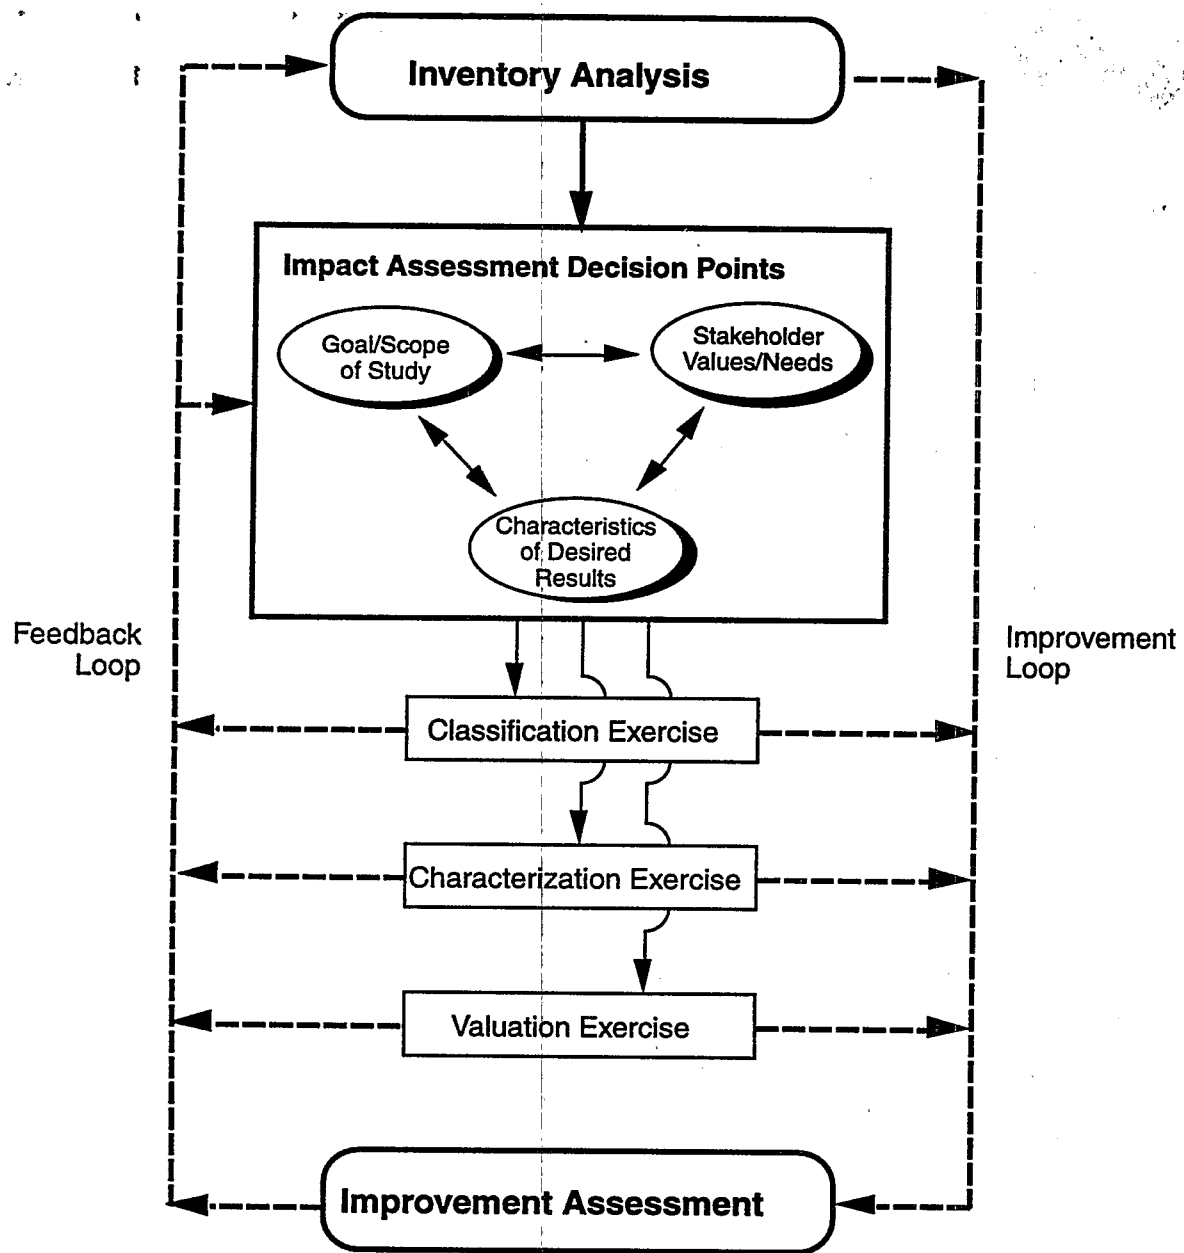 Inventory Analysis
Impact Assessment Decision Points
Goal/Scope
of Study
Stakeholder
Values/Needs
Characteristics
of Desired
Results
Feedback
Loop
Improvement
Loop
Classification Exercise
Characterization Exercise
Valuation Exercise
Improvement Assessment